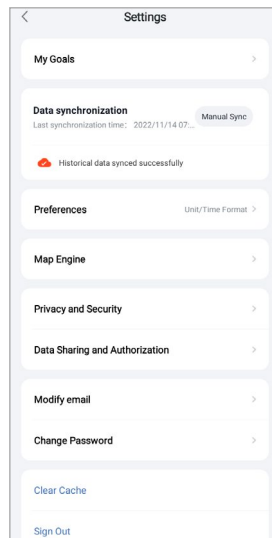 Settings
My Goals
Data synchronization
Manual Sync
Last synchronization time: 2022/11/14 07:...
Historical data synced successfully
Preferences Unit/Time Format
Map Engine
Privacy and Security
Data Sharing and Authorization
Modify email
Change Password
Clear Cache
Sign Out